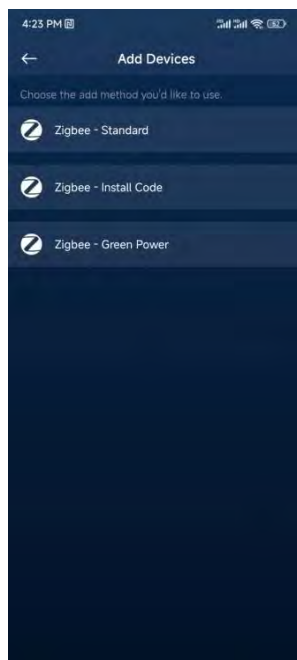 4:23 PM
Add Devices
Choose the add method you'd like to use.
Zigbee - Standard
Zigbee - Install Code
Zigbee - Green Power